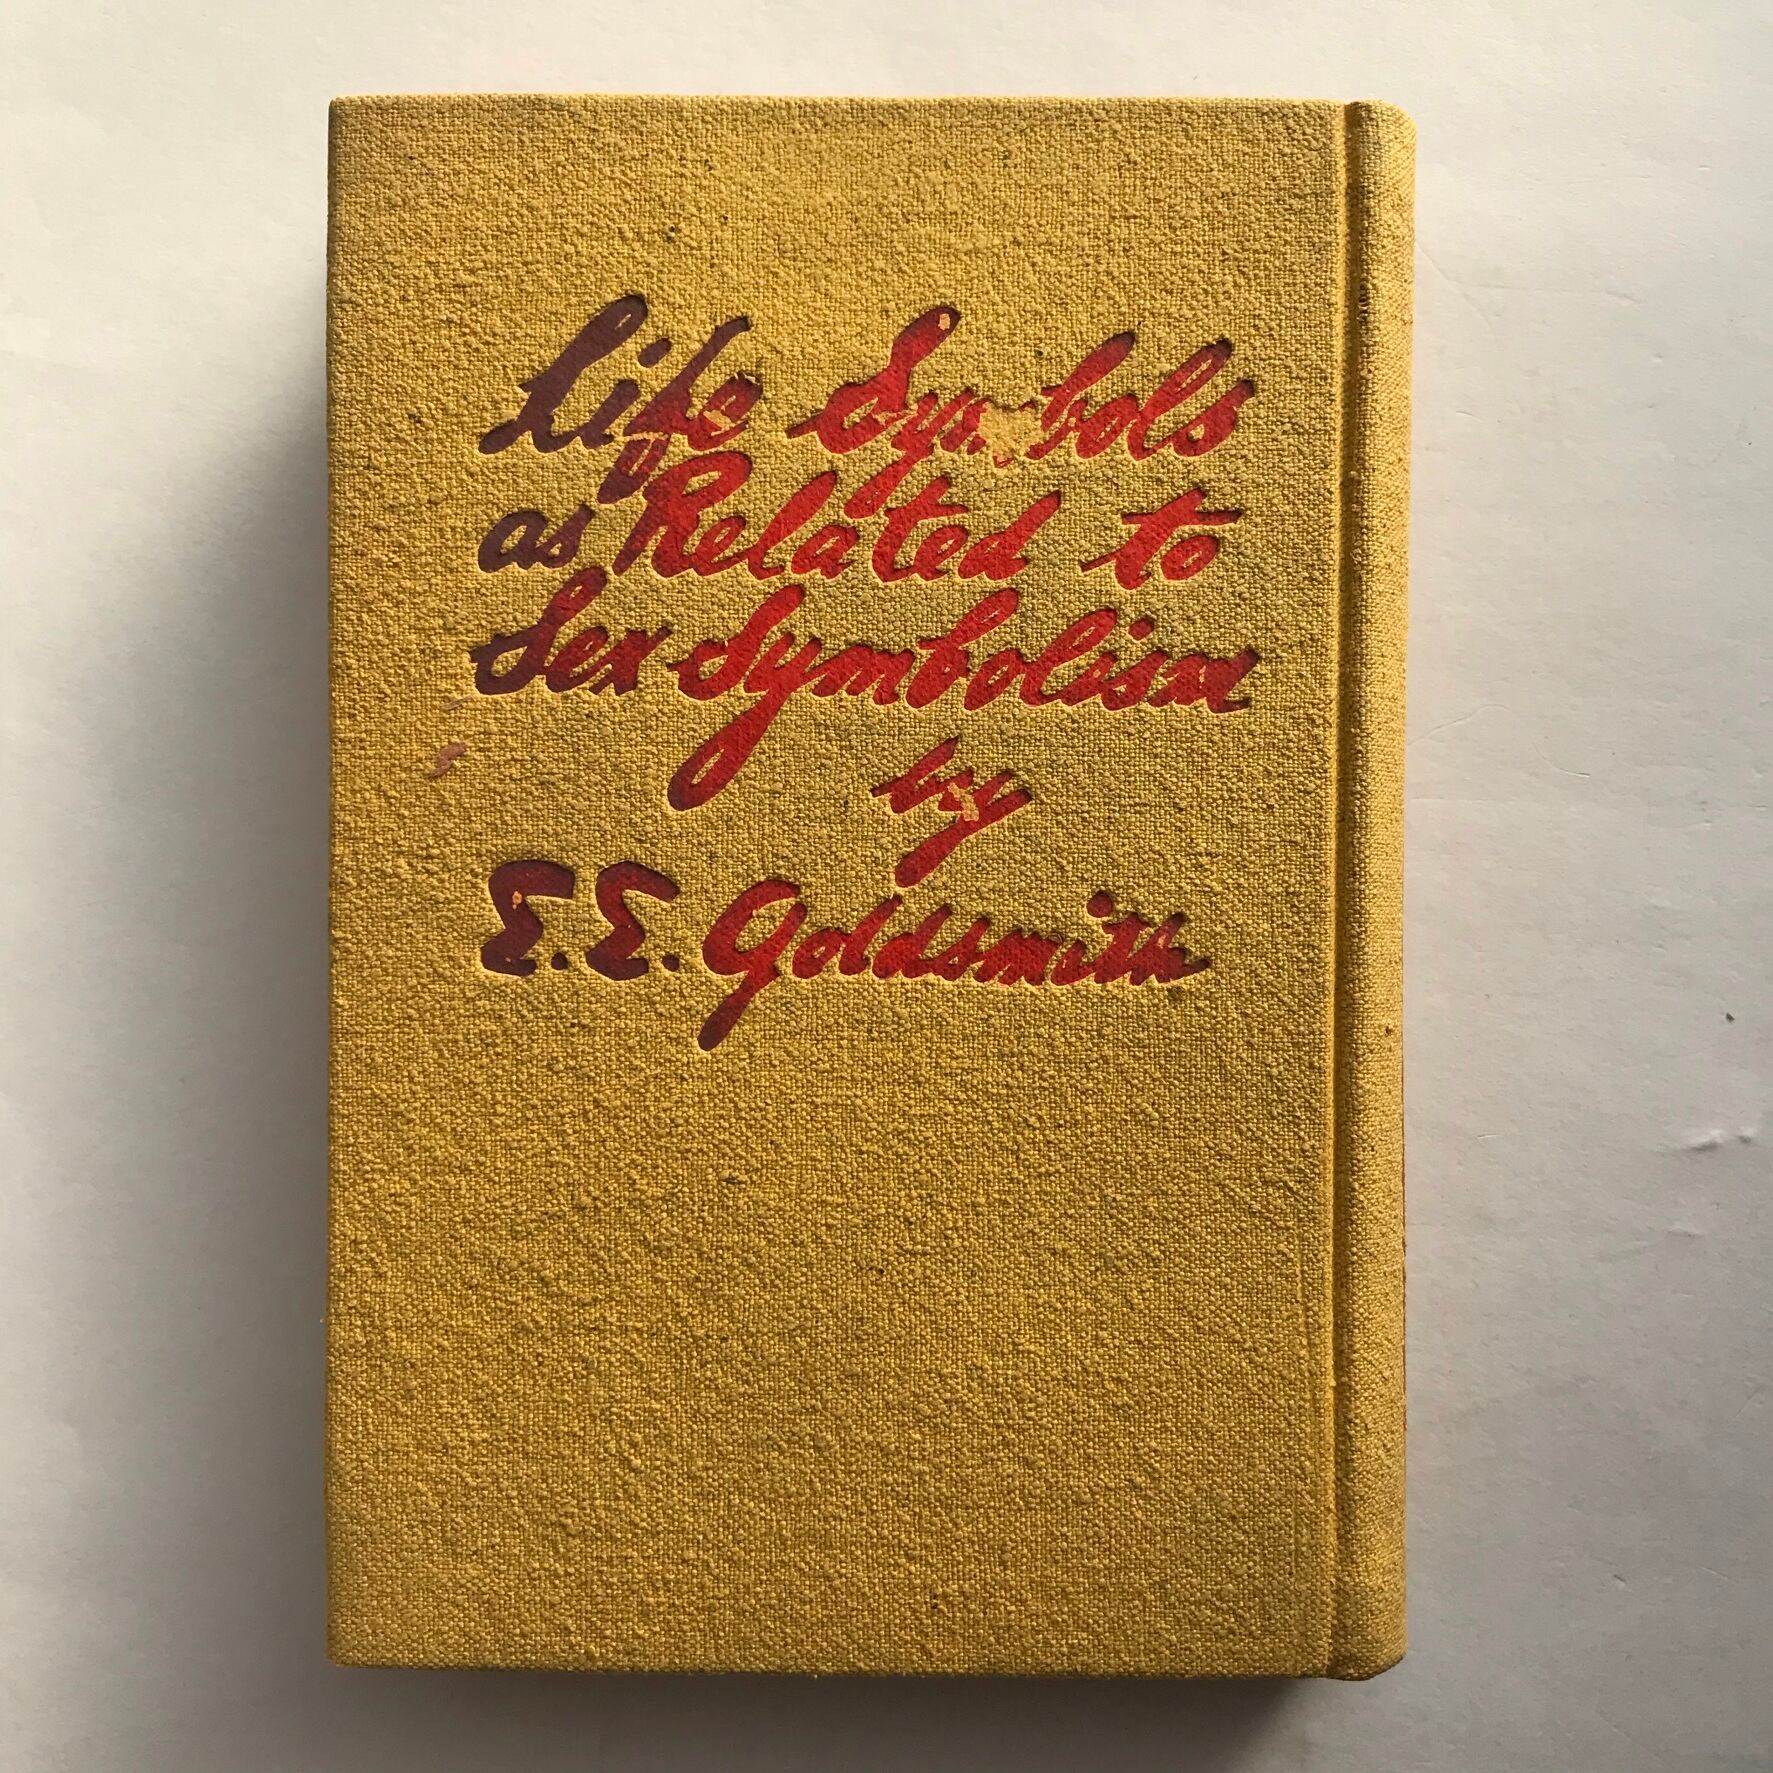 Life Symbols
as Related to
Sex Symbolism
by
E.E. Goldsmith